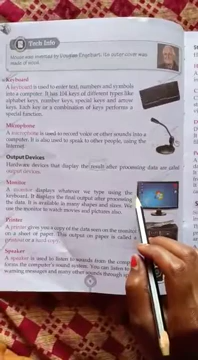 Tech Info
Mouse was invented by Douglas Engelbart. His outer cover was
made of wood.
Keyboard
A keyboard is used to enter text, numbers and symbols
into a computer. It has 104 keys of different types like
alphabet keys, number keys, special keys and arrow
keys. Each key or a combination of keys performs a
special function.
Microphone
A microphone is used to record voice or other sounds into a
computer. It is also used to speak to other people, using the
Internet
Output Devices
Hardware devices that display the result after processing data are called
output devices.
Monitor
A monitor displays whatever we type using the
keyboard. It displays the final output after processing
the data. It is available in many shapes and sizes. We
use the monitor to watch movies and pictures also.
Printer
A printer gives you a copy of the data seen on the monitor
on a sheet of paper. This output on paper is called a
printout or a hard copy.
Speaker
A speaker is used to listen to sounds from the comp
forms the computer's sound system. You can listen to
warning messages and many other sounds through